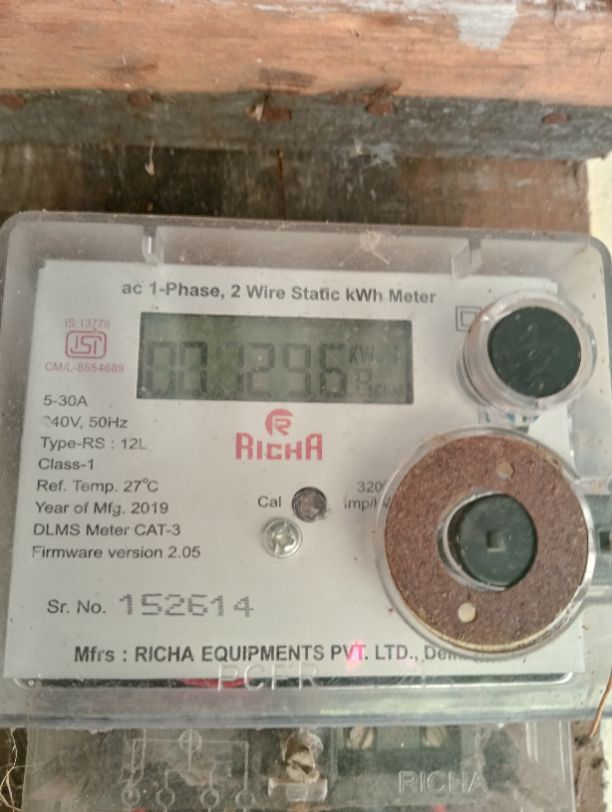 ac 1-Phase, 2 Wire Static kWh Meter
IS:13779
ISI
CM/L-8554689
5-30A
240V, 50Hz
Type-RS : 12L
Class-1
Ref. Temp. 27°C
Year of Mfg. 2019
DLMS Meter CAT-3
Firmware version 2.05
R
RICHA
Cal
Sr. No. 152614
Mfrs : RICHA EQUIPMENTS PVT. LTD.,
RICHA